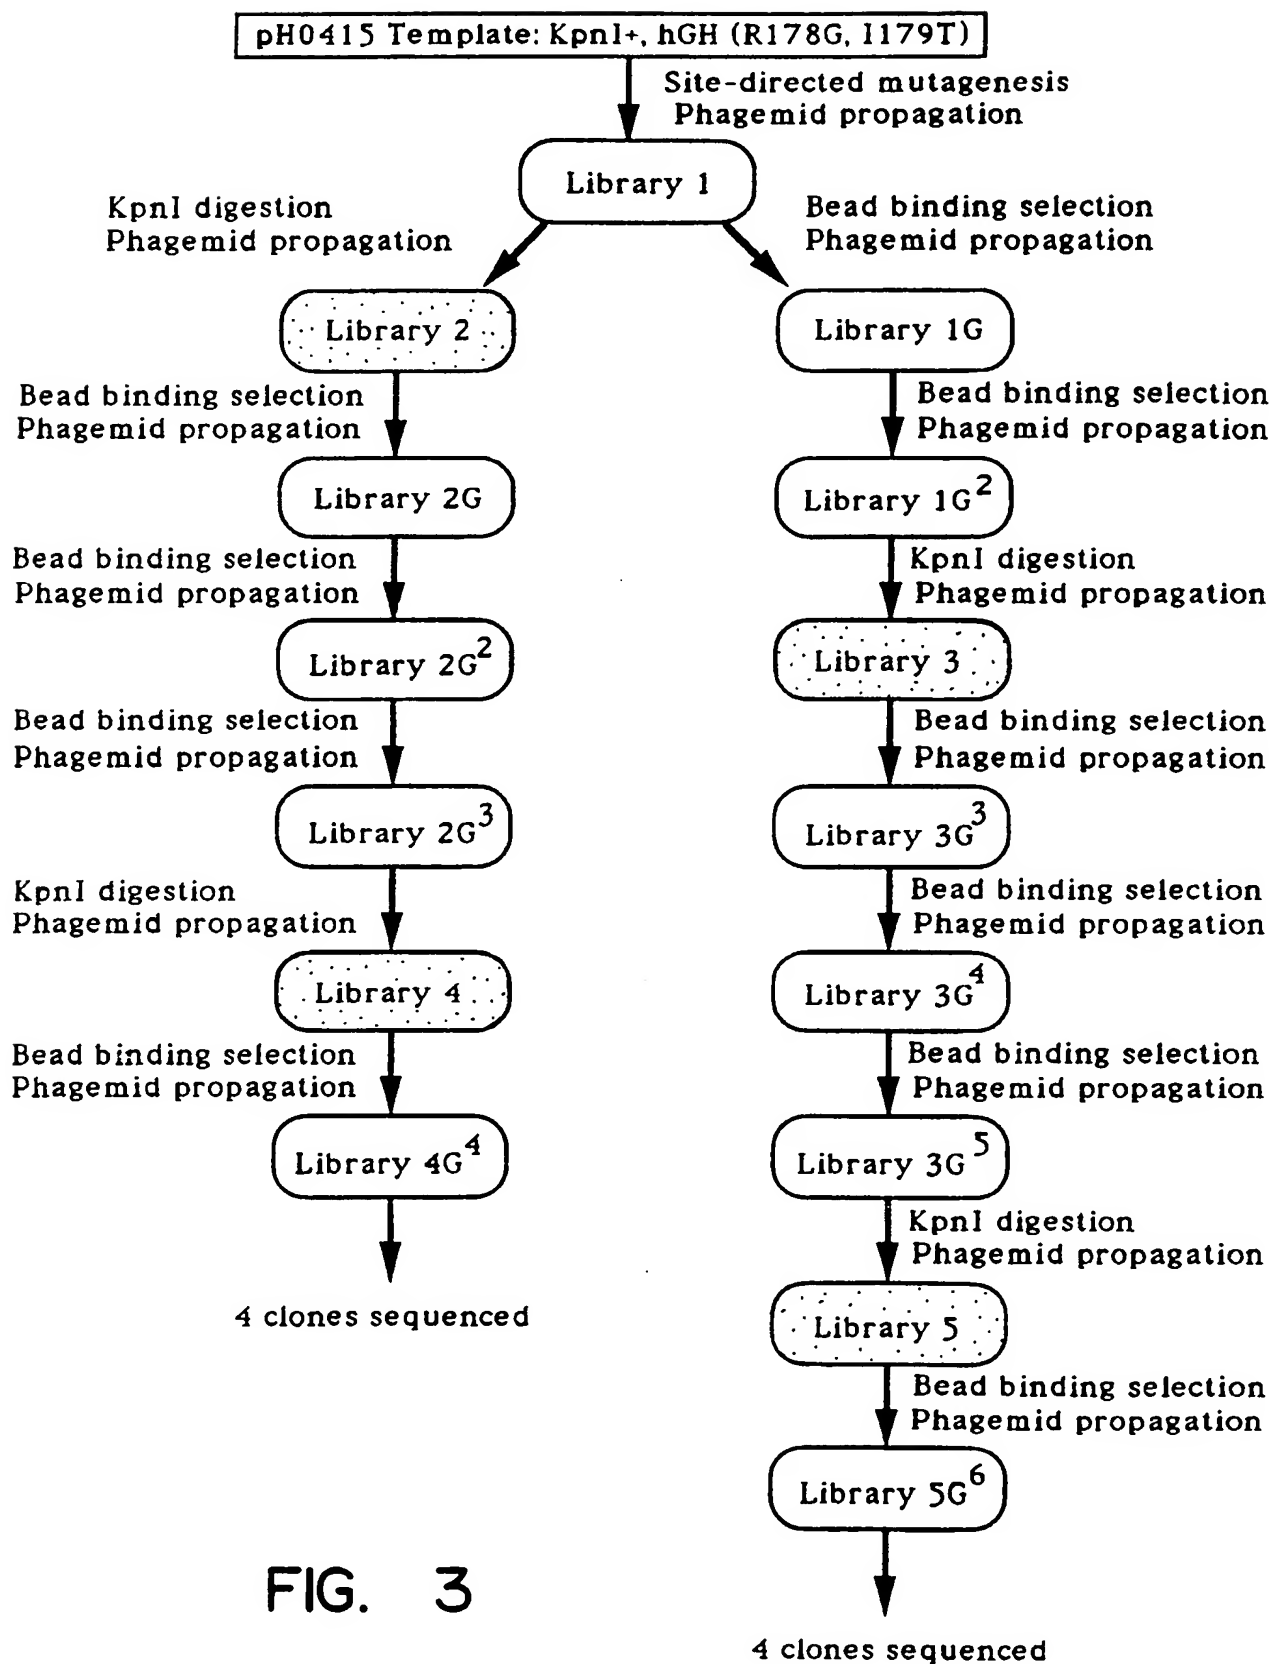 pH0415 Template: KpnI+, hGH (R178G, I179T)
Site-directed mutagenesis
Phagemid propagation
Library 1
KpnI digestion
Phagemid propagation
Bead binding selection
Phagemid propagation
Library 2
Library 1G
Bead binding selection
Phagemid propagation
Bead binding selection
Phagemid propagation
Library 2G
Library 1G²
Bead binding selection
Phagemid propagation
KpnI digestion
Phagemid propagation
Library 2G²
Library 3
Bead binding selection
Phagemid propagation
Bead binding selection
Phagemid propagation
Library 2G³
Library 3G³
KpnI digestion
Phagemid propagation
Bead binding selection
Phagemid propagation
Library 4
Library 3G⁴
Bead binding selection
Phagemid propagation
Bead binding selection
Phagemid propagation
Library 4G⁴
Library 3G⁵
KpnI digestion
Phagemid propagation
4 clones sequenced
Library 5
Bead binding selection
Phagemid propagation
Library 5G⁶
FIG. 3
4 clones sequenced